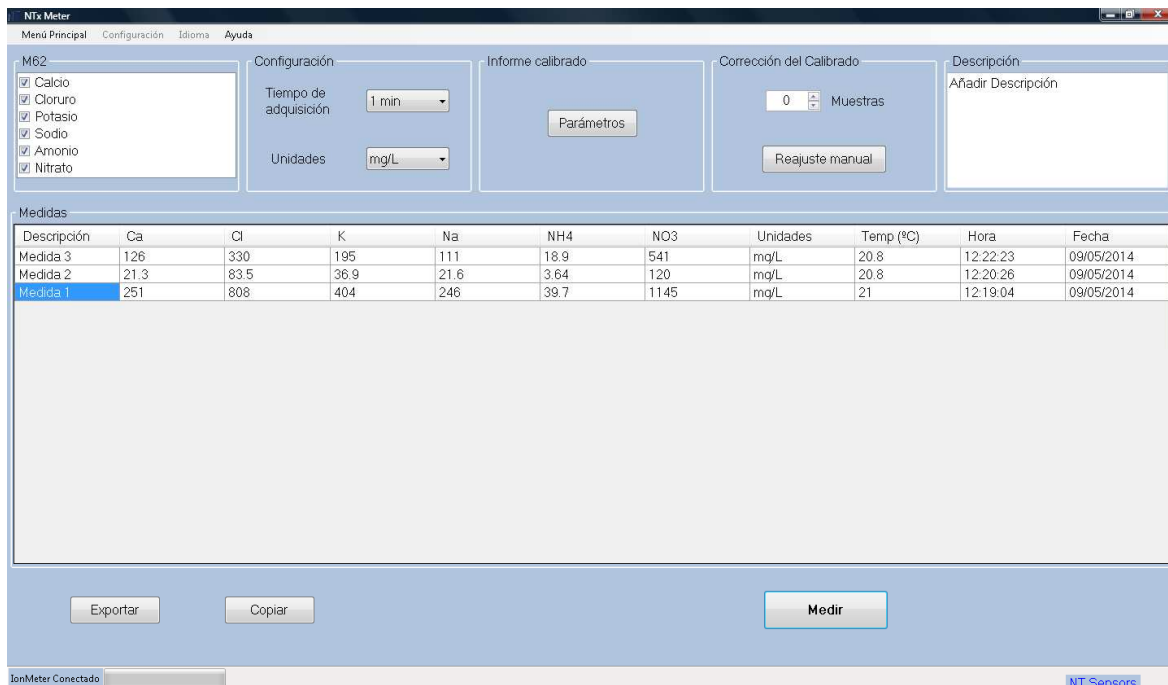 NTx Meter
Menú Principal Configuración Idioma Ayuda
M62
Calcio
Cloruro
Potasio
Sodio
Amonio
Nitrato
Configuración
Tiempo de
adquisición
1 min
Unidades
mg/L
Informe calibrado
Parámetros
Corrección del Calibrado
0 Muestras
Reajuste manual
Descripción
Añadir Descripción
Medidas
Descripción Ca Cl K Na NH4 NO3 Unidades Temp (ºC) Hora Fecha
Medida 3 126 330 195 111 18.9 541 mg/L 20.8 12:22:23 09/05/2014
Medida 2 21.3 83.5 36.9 21.6 3.64 120 mg/L 20.8 12:20:26 09/05/2014
Medida 1 251 808 404 246 39.7 1145 mg/L 21 12:19:04 09/05/2014
Exportar Copiar Medir
IonMeter Conectado
NT Sensors